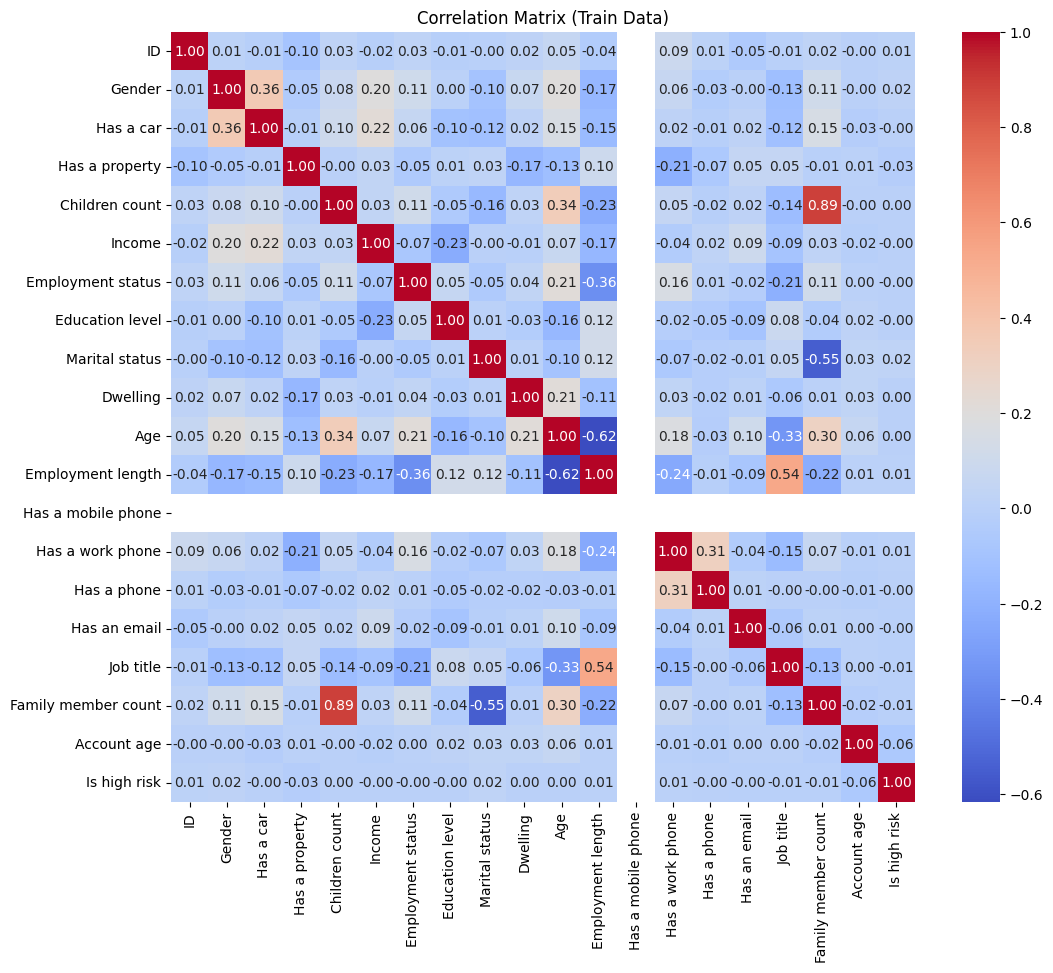 Correlation Matrix (Train Data)
ID 1.00 0.01 -0.01 -0.10 0.03 -0.02 0.03 -0.01 -0.00 0.02 0.05 -0.04 0.09 0.01 -0.05 -0.01 0.02 -0.00 0.01
Gender 0.01 1.00 0.36 -0.05 0.08 0.20 0.11 0.00 -0.10 0.07 0.20 -0.17 0.06 -0.03 -0.00 -0.13 0.11 -0.00 0.02
Has a car -0.01 0.36 1.00 -0.01 0.10 0.22 0.06 -0.10 -0.12 0.02 0.15 -0.15 0.02 -0.01 0.02 -0.12 0.15 -0.03 -0.00
Has a property -0.10 -0.05 -0.01 1.00 -0.00 0.03 -0.05 0.01 0.03 -0.17 -0.13 0.10 -0.21 -0.07 0.05 0.05 -0.01 0.01 -0.03
Children count 0.03 0.08 0.10 -0.00 1.00 0.03 0.11 -0.05 -0.16 0.03 0.34 -0.23 0.05 -0.02 0.02 -0.14 0.89 -0.00 0.00
Income -0.02 0.20 0.22 0.03 0.03 1.00 -0.07 -0.23 -0.00 -0.01 0.07 -0.17 -0.04 0.02 0.09 -0.09 0.03 -0.02 -0.00
Employment status 0.03 0.11 0.06 -0.05 0.11 -0.07 1.00 0.05 -0.05 0.04 0.21 -0.36 0.16 0.01 -0.02 -0.21 0.11 0.00 -0.00
Education level -0.01 0.00 -0.10 0.01 -0.05 -0.23 0.05 1.00 0.01 -0.03 -0.16 0.12 -0.02 -0.05 -0.09 0.08 -0.04 0.02 -0.00
Marital status -0.00 -0.10 -0.12 0.03 -0.16 -0.00 -0.05 0.01 1.00 0.01 -0.10 0.12 -0.07 -0.02 -0.01 0.05 -0.55 0.03 0.02
Dwelling 0.02 0.07 0.02 -0.17 0.03 -0.01 0.04 -0.03 0.01 1.00 0.21 -0.11 0.03 -0.02 0.01 -0.06 0.01 0.03 0.00
Age 0.05 0.20 0.15 -0.13 0.34 0.07 0.21 -0.16 -0.10 0.21 1.00 -0.62 0.18 -0.03 0.10 -0.33 0.30 0.06 0.00
Employment length -0.04 -0.17 -0.15 0.10 -0.23 -0.17 -0.36 0.12 0.12 -0.11 -0.62 1.00 -0.24 -0.01 -0.09 0.54 -0.22 0.01 0.01
Has a mobile phone
Has a work phone 0.09 0.06 0.02 -0.21 0.05 -0.04 0.16 -0.02 -0.07 0.03 0.18 -0.24 1.00 0.31 -0.04 -0.15 0.07 -0.01 0.01
Has a phone 0.01 -0.03 -0.01 -0.07 -0.02 0.02 0.01 -0.05 -0.02 -0.02 -0.03 -0.01 0.31 1.00 0.01 -0.00 -0.00 -0.01 -0.00
Has an email -0.05 -0.00 0.02 0.05 0.02 0.09 -0.02 -0.09 -0.01 0.01 0.10 -0.09 -0.04 0.01 1.00 -0.06 0.01 0.00 -0.00
Job title -0.01 -0.13 -0.12 0.05 -0.14 -0.09 -0.21 0.08 0.05 -0.06 -0.33 0.54 -0.15 -0.00 -0.06 1.00 -0.13 0.00 -0.01
Family member count 0.02 0.11 0.15 -0.01 0.89 0.03 0.11 -0.04 -0.55 0.01 0.30 -0.22 0.07 -0.00 0.01 -0.13 1.00 -0.02 -0.01
Account age -0.00 -0.00 -0.03 0.01 -0.00 -0.02 0.00 0.02 0.03 0.03 0.06 0.01 -0.01 -0.01 0.00 0.00 -0.02 1.00 -0.06
Is high risk 0.01 0.02 -0.00 -0.03 0.00 -0.00 -0.00 -0.00 0.02 0.00 0.00 0.01 0.01 -0.00 -0.00 -0.01 -0.01 -0.06 1.00
ID
Gender
Has a car
Has a property
Children count
Income
Employment status
Education level
Marital status
Dwelling
Age
Employment length
Has a mobile phone
Has a work phone
Has a phone
Has an email
Job title
Family member count
Account age
Is high risk
1.0
0.8
0.6
0.4
0.2
0.0
−0.2
−0.4
−0.6